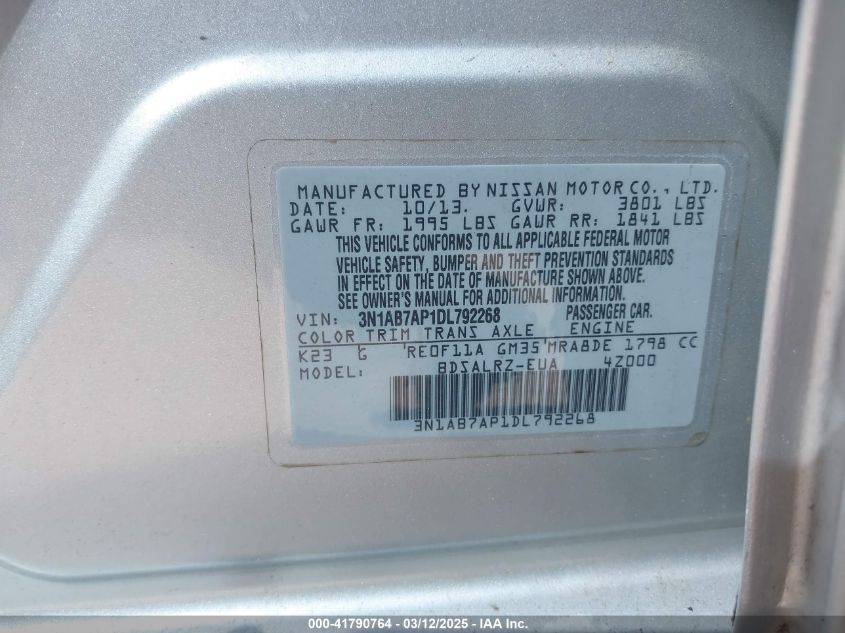 MANUFACTURED BY NISSAN MOTOR CO., LTD.
DATE: 10/13. GVWR: 3801 LBS
GAWR FR: 1995 LBS GAWR RR: 1841 LBS
THIS VEHICLE CONFORMS TO ALL APPLICABLE FEDERAL MOTOR
VEHICLE SAFETY, BUMPER AND THEFT PREVENTION STANDARDS
IN EFFECT ON THE DATE OF MANUFACTURE SHOWN ABOVE.
SEE OWNER'S MANUAL FOR ADDITIONAL INFORMATION.
VIN: 3N1AB7AP1DL792268 PASSENGER CAR.
COLOR TRIM TRANS AXLE ENGINE
K23 G RE0F11A GM35 MRA8DE 1798 CC
MODEL: BDSALRZ-EUA 4Z000
3N1AB7AP1DL792268
000-41790764 - 03/12/2025 - IAA Inc.